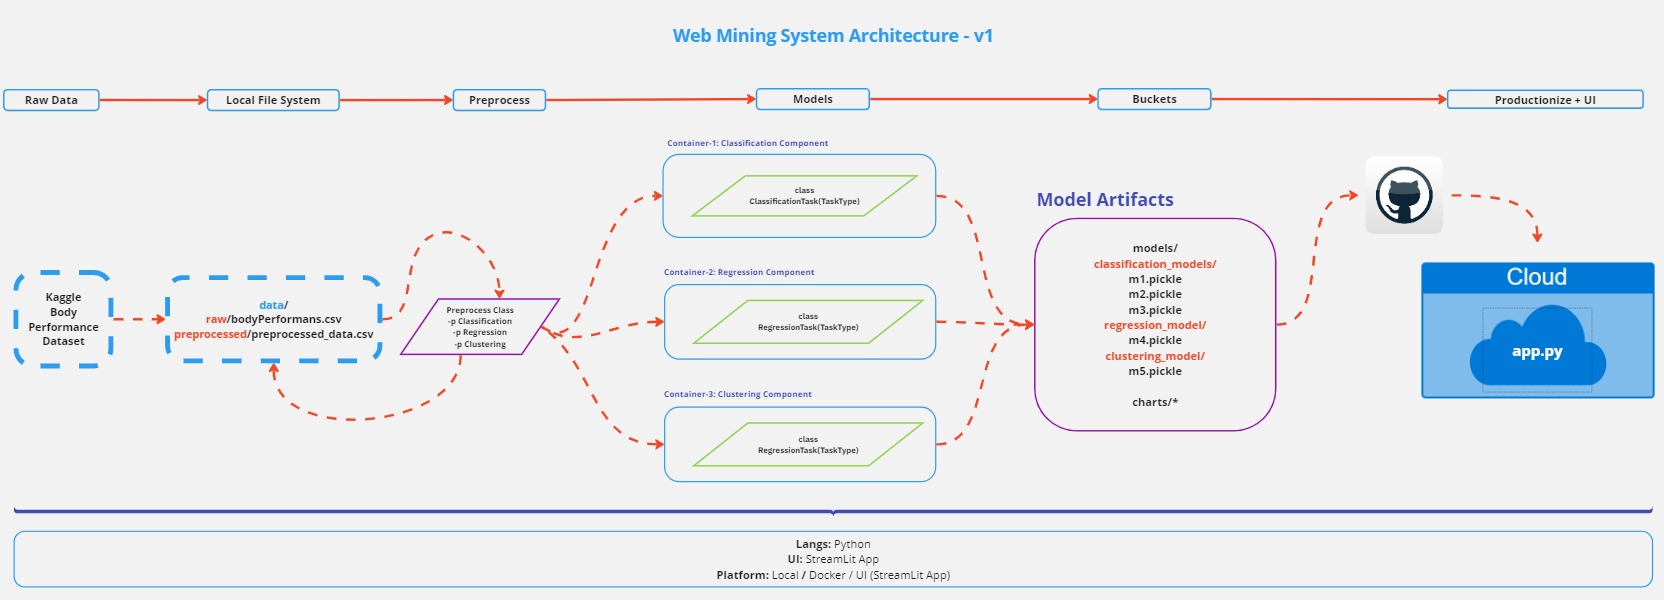 Web Mining System Architecture - v1
Raw Data
Local File System
Preprocess
Models
Buckets
Productionize + UI
Kaggle
Body
Performance
Dataset
data/
raw/bodyPerformans.csv
preprocessed/preprocessed_data.csv
Preprocess Class
-p Classification
-p Regression
-p Clustering
Container-1: Classification Component
class
ClassificationTask(TaskType)
Container-2: Regression Component
class
RegressionTask(TaskType)
Container-3: Clustering Component
class
RegressionTask(TaskType)
Model Artifacts
models/
classification_models/
m1.pickle
m2.pickle
m3.pickle
regression_model/
m4.pickle
clustering_model/
m5.pickle
charts/*
Cloud
app.py
Langs: Python
UI: StreamLit App
Platform: Local / Docker / UI (StreamLit App)